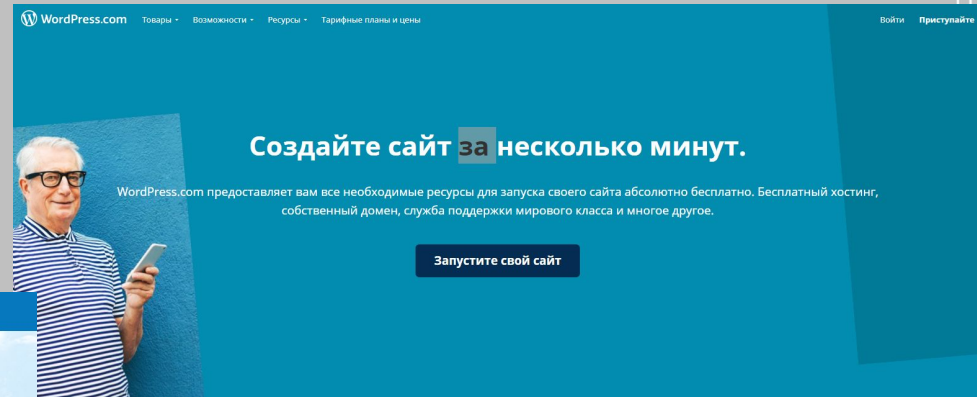 WordPress.com Товары Возможности Ресурсы Тарифные планы и цены Войти Приступайте
Создайте сайт за несколько минут.
WordPress.com предоставляет вам все необходимые ресурсы для запуска своего сайта абсолютно бесплатно. Бесплатный хостинг,
собственный домен, служба поддержки мирового класса и многое другое.
Запустите свой сайт